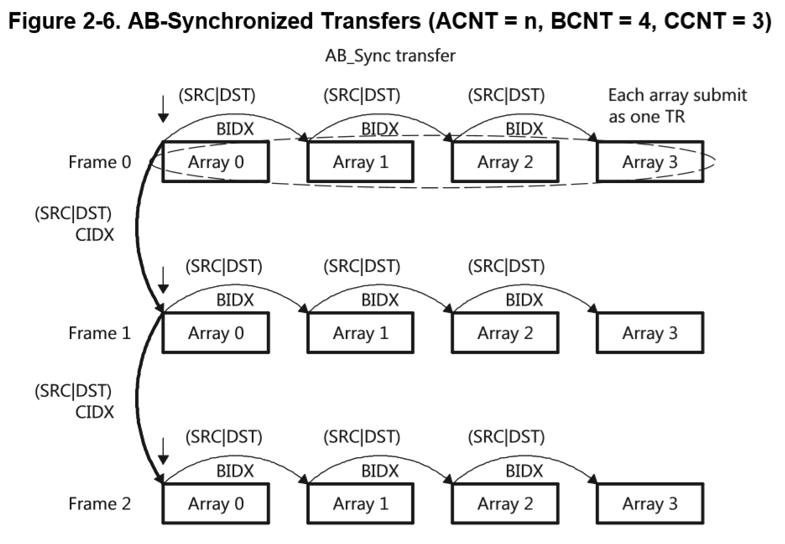 Figure 2-6. AB-Synchronized Transfers (ACNT = n, BCNT = 4, CCNT = 3)
AB_Sync transfer
(SRC|DST) (SRC|DST) (SRC|DST) Each array submit
as one TR
BIDX BIDX BIDX
Frame 0 Array 0 Array 1 Array 2 Array 3
(SRC|DST)
CIDX
(SRC|DST) (SRC|DST) (SRC|DST)
BIDX BIDX BIDX
Frame 1 Array 0 Array 1 Array 2 Array 3
(SRC|DST)
CIDX
(SRC|DST) (SRC|DST) (SRC|DST)
BIDX BIDX BIDX
Frame 2 Array 0 Array 1 Array 2 Array 3